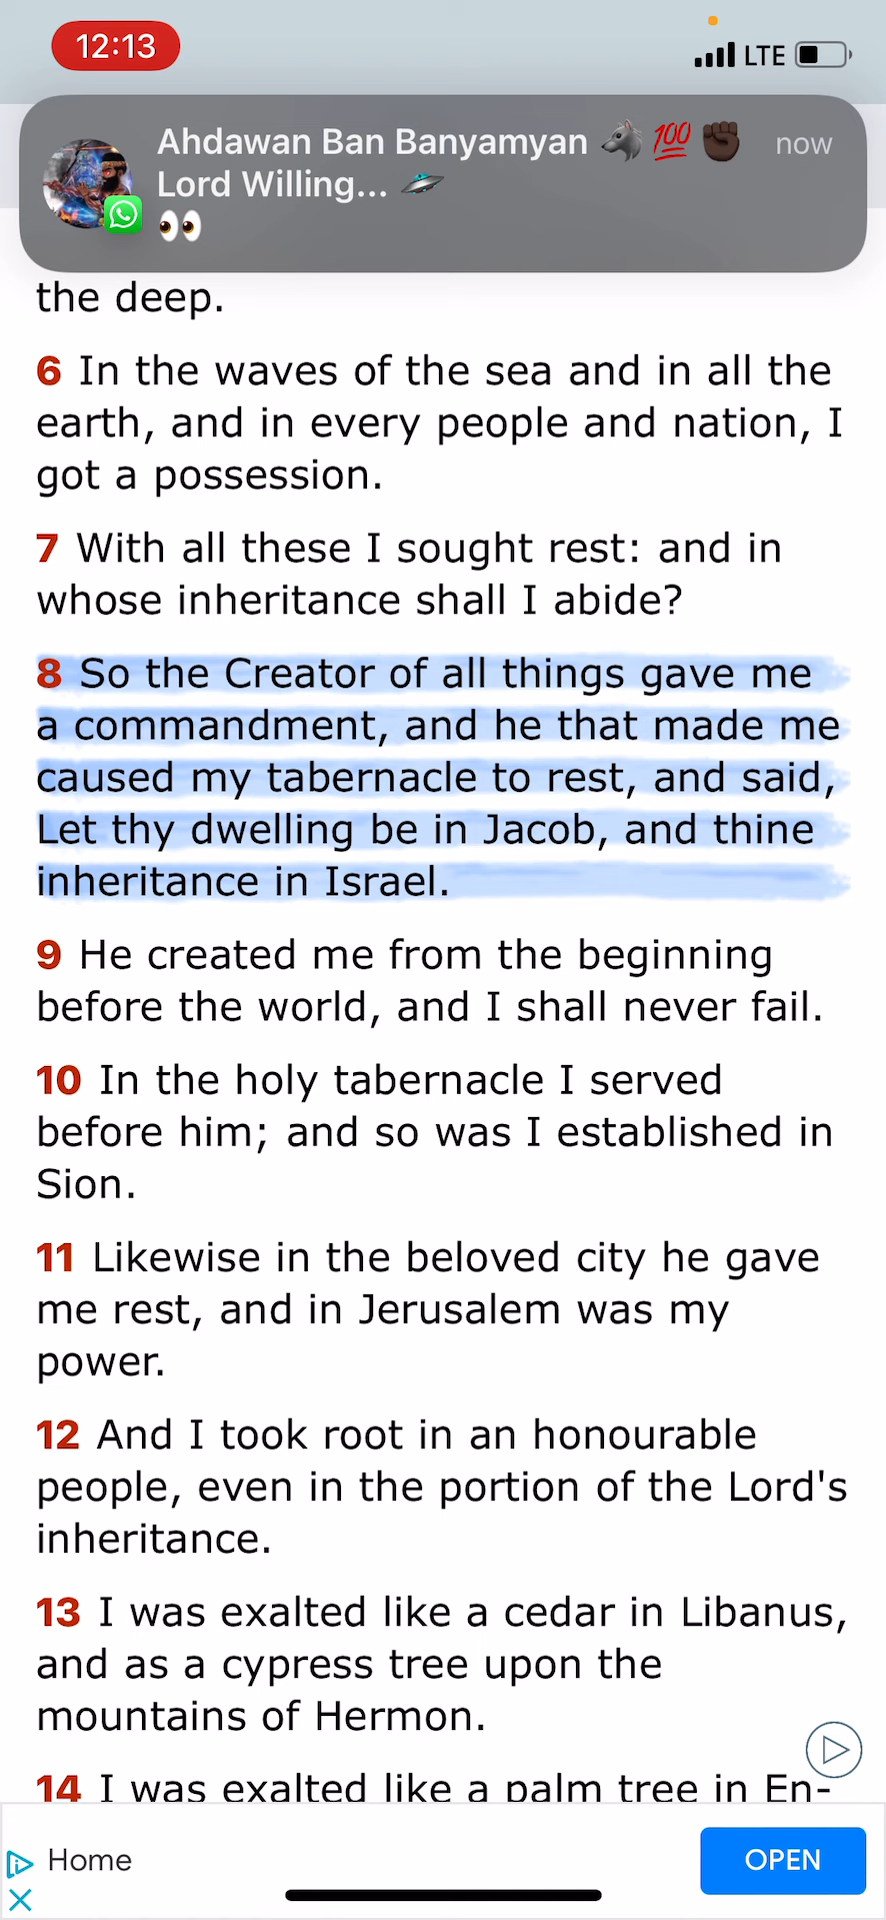 12:13
LTE
Ahdawan Ban Banyamyan 🐺 💯 ✊🏿 now
Lord Willing... 🛸
👀
the deep.
6 In the waves of the sea and in all the
earth, and in every people and nation, I
got a possession.
7 With all these I sought rest: and in
whose inheritance shall I abide?
8 So the Creator of all things gave me
a commandment, and he that made me
caused my tabernacle to rest, and said,
Let thy dwelling be in Jacob, and thine
inheritance in Israel.
9 He created me from the beginning
before the world, and I shall never fail.
10 In the holy tabernacle I served
before him; and so was I established in
Sion.
11 Likewise in the beloved city he gave
me rest, and in Jerusalem was my
power.
12 And I took root in an honourable
people, even in the portion of the Lord's
inheritance.
13 I was exalted like a cedar in Libanus,
and as a cypress tree upon the
mountains of Hermon.
14 I was exalted like a palm tree in En-
Home
OPEN